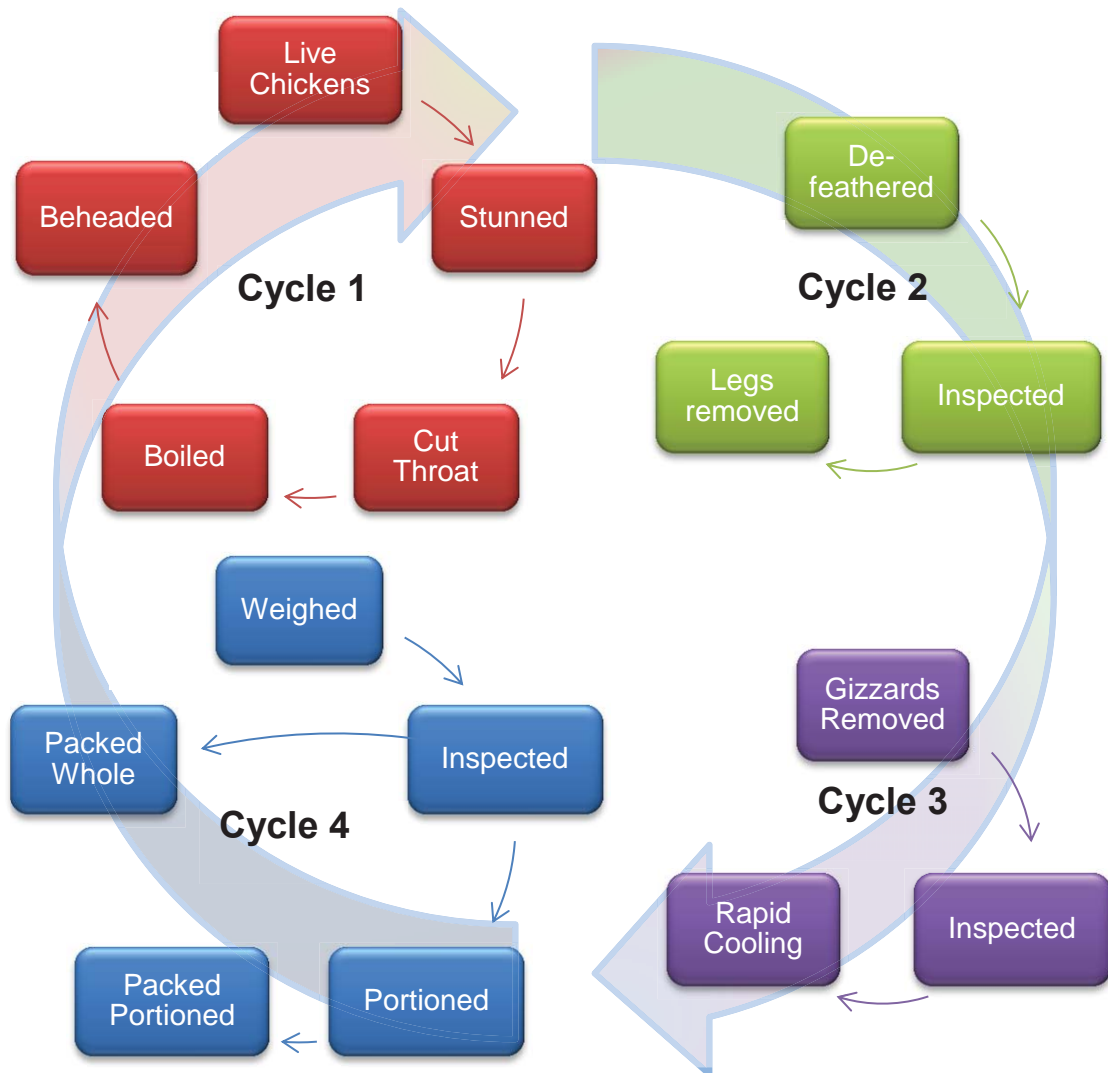 Live
Chickens
Stunned
Cut
Throat
Boiled
Beheaded
Cycle 1
De-
feathered
Inspected
Legs
removed
Cycle 2
Gizzards
Removed
Inspected
Rapid
Cooling
Cycle 3
Weighed
Inspected
Packed
Whole
Portioned
Packed
Portioned
Cycle 4